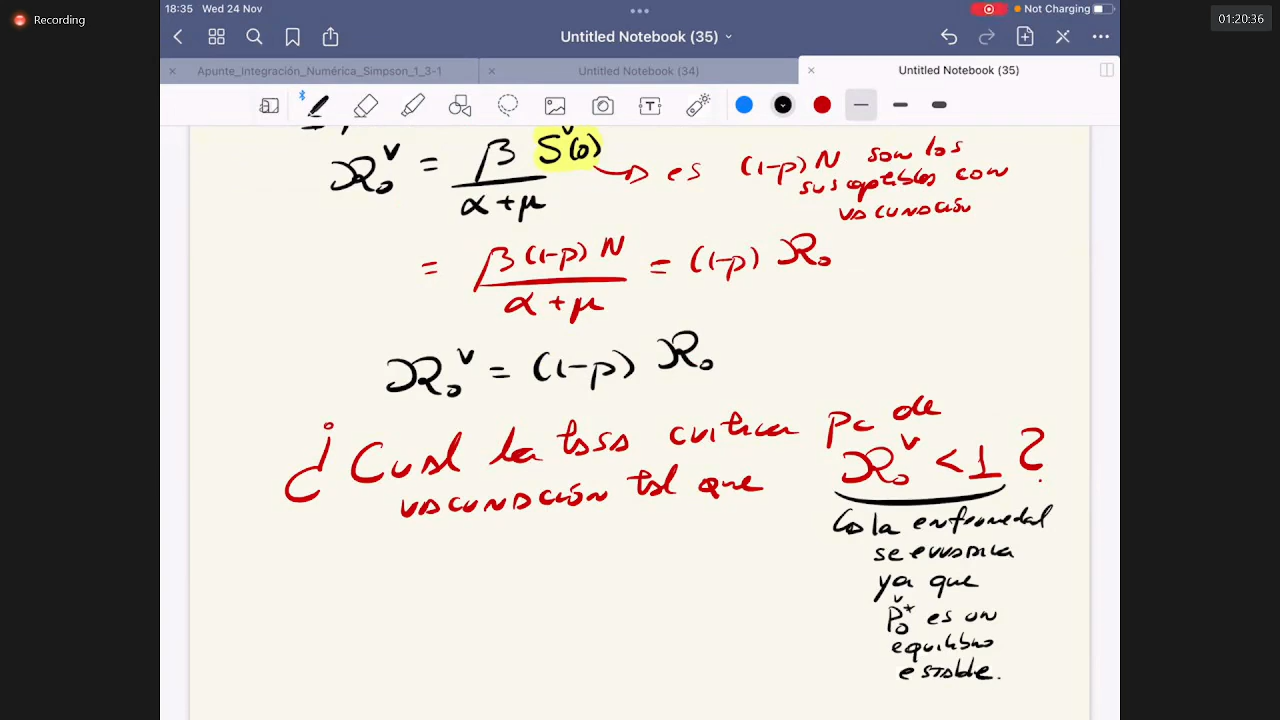 Recording
18:35 Wed 24 Nov
Not Charging
01:20:36
Untitled Notebook (35)
Apunte_Integración_Numérica_Simpson_1_3-1
Untitled Notebook (34)
Untitled Notebook (35)
ℛ₀ᵛ = β Sᵛ(0) / (α + μ) → es (1-p) N son los
susceptibles con
vacunación
= β (1-p) N / (α + μ) = (1-p) ℛ₀
ℛ₀ᵛ = (1-p) ℛ₀
¿Cual la tasa critica pc de
vacunación tal que ℛ₀ᵛ < 1 ?
la enfermedad
se erradica
ya que
P₀ᵛ* es un
equilibrio
estable.